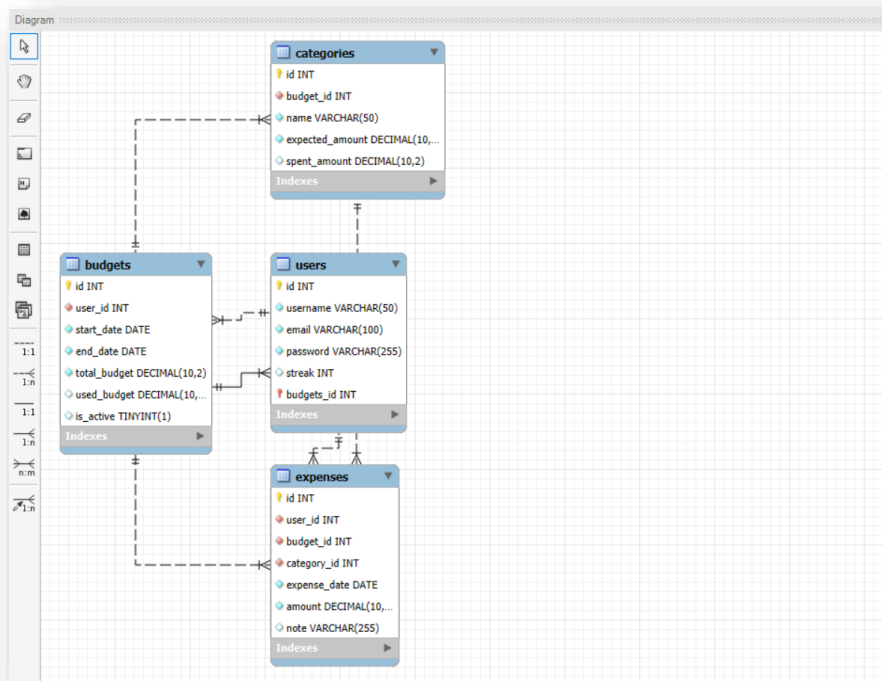 Diagram
categories
id INT
budget_id INT
name VARCHAR(50)
expected_amount DECIMAL(10,...
spent_amount DECIMAL(10,2)
Indexes
budgets
id INT
user_id INT
start_date DATE
end_date DATE
total_budget DECIMAL(10,2)
used_budget DECIMAL(10,...
is_active TINYINT(1)
Indexes
users
id INT
username VARCHAR(50)
email VARCHAR(100)
password VARCHAR(255)
streak INT
budgets_id INT
Indexes
expenses
id INT
user_id INT
budget_id INT
category_id INT
expense_date DATE
amount DECIMAL(10,...
note VARCHAR(255)
Indexes
1:1
1:n
1:1
1:n
n:m
1:n